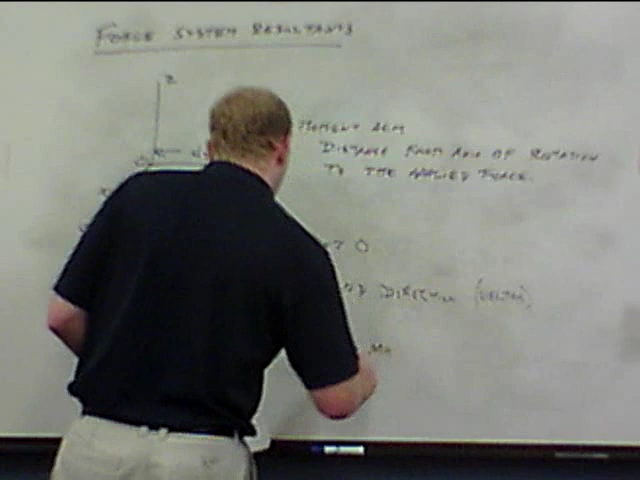 FORCE SYSTEM RESULTANTS
Z
MOMENT ARM
DISTANCE FROM AXIS OF ROTATION
TO THE APPLIED FORCE.
O
DIRECTION (VECTOR)